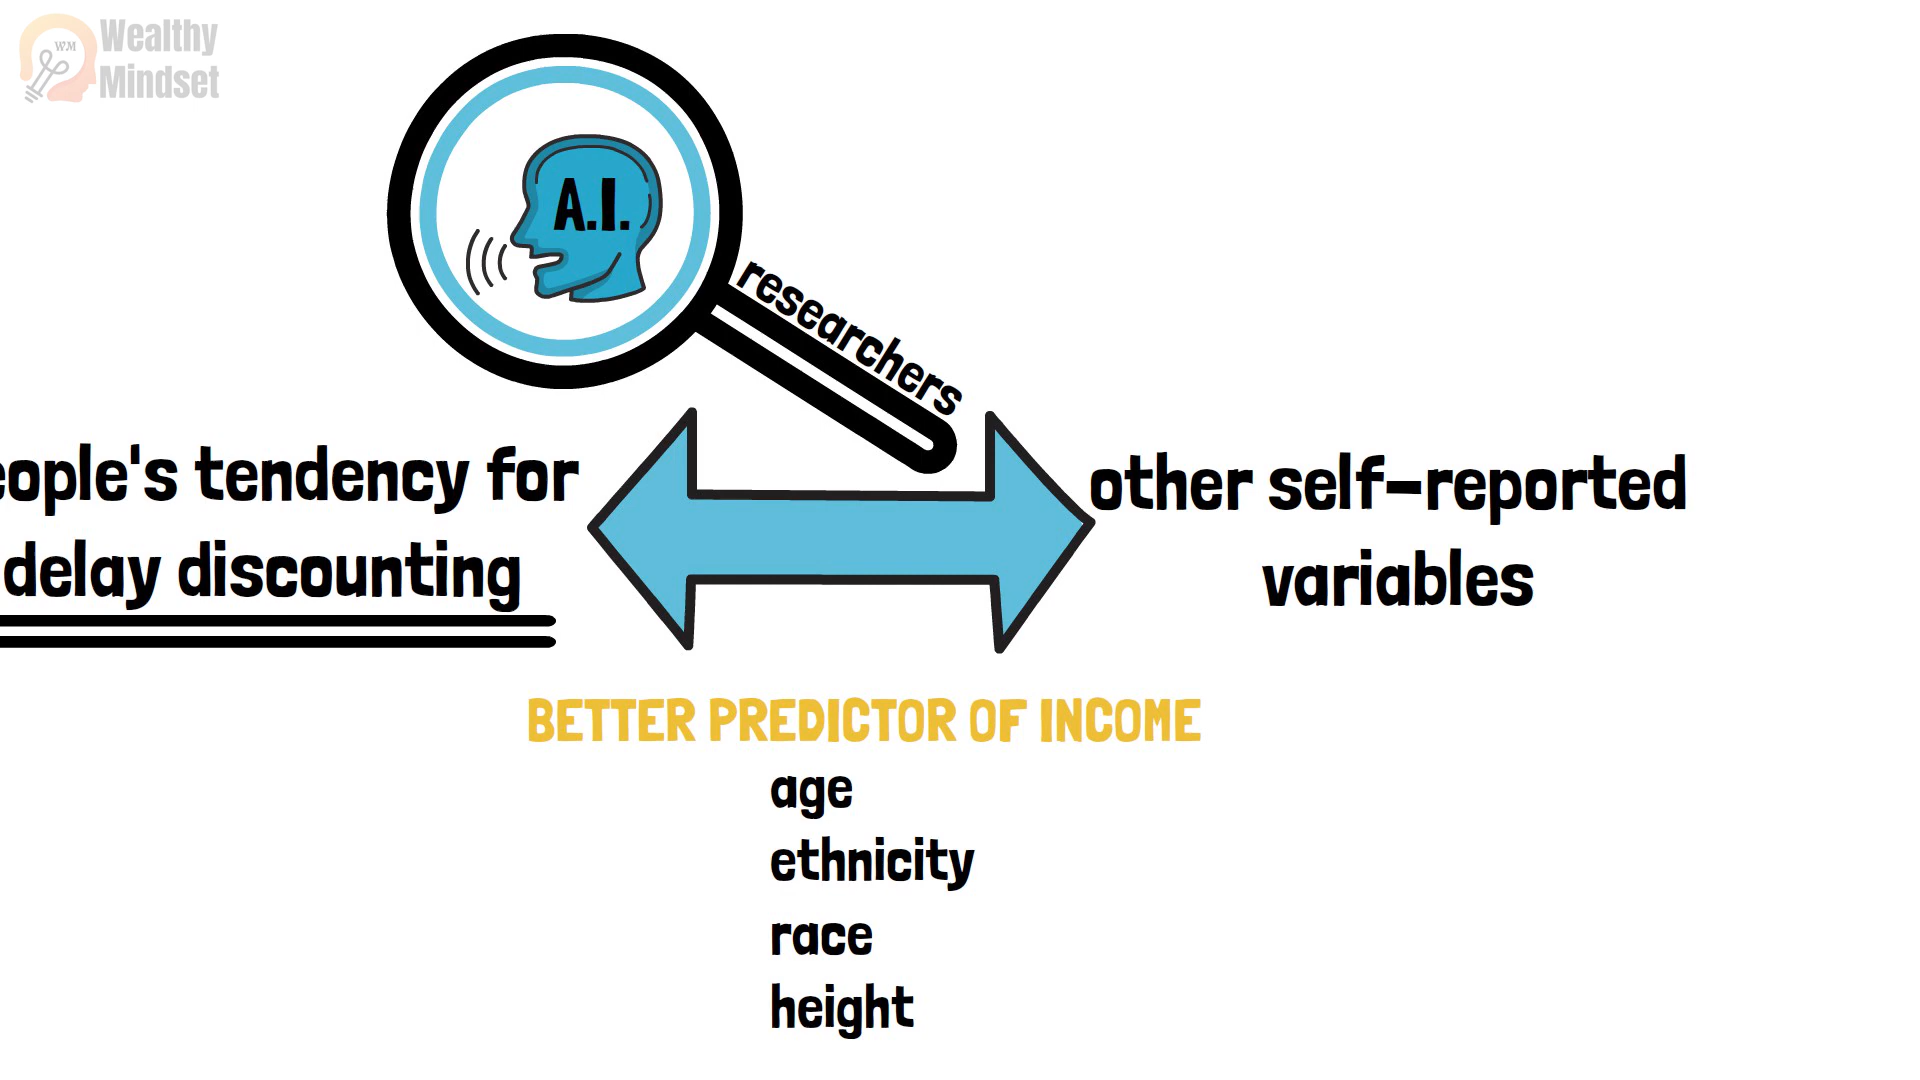 Wealthy
Mindset
WM
A.I.
researchers
eople's tendency for
delay discounting
other self-reported
variables
BETTER PREDICTOR OF INCOME
age
ethnicity
race
height